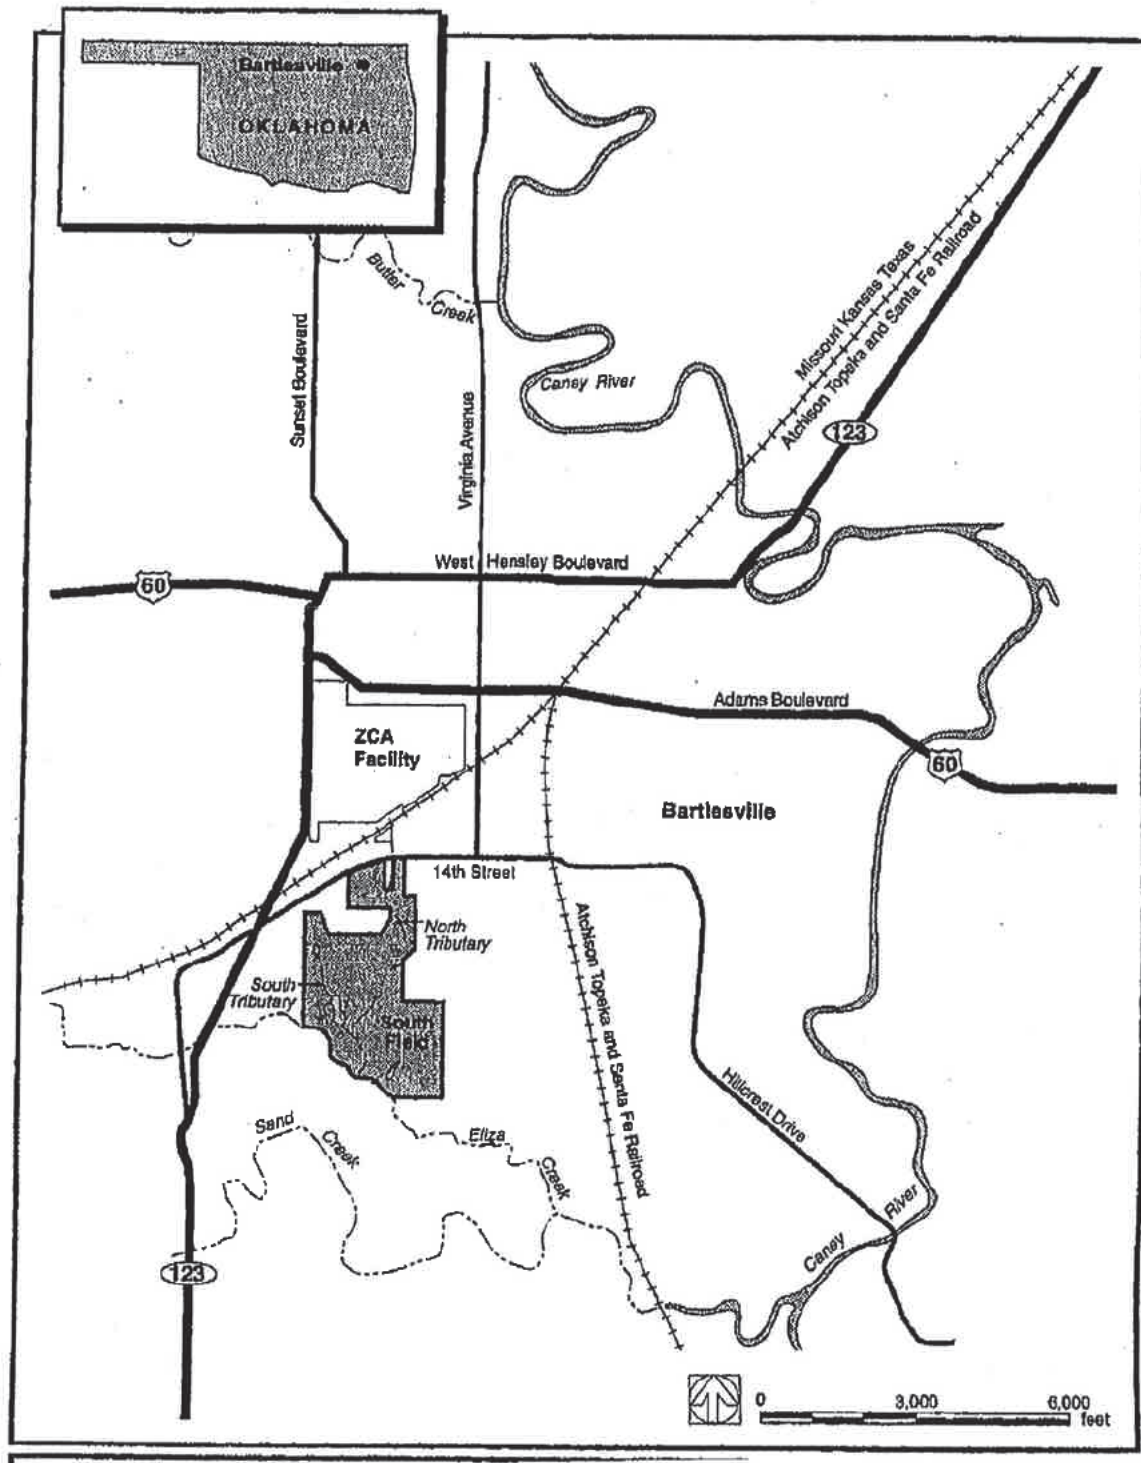 Bartlesville
OKLAHOMA
Butler
Creek
Sunset Boulevard
Virginia Avenue
Caney River
Missouri Kansas Texas
Atchison Topeka and Santa Fe Railroad
123
West Hensley Boulevard
60
Adams Boulevard
60
ZCA
Facility
Bartlesville
14th Street
North
Tributary
South
Tributary
South
Field
Atchison Topeka and Santa Fe Railroad
Hillcrest Drive
Sand
Creek
Eliza
Creek
Caney
River
123
0
3,000
6,000
feet